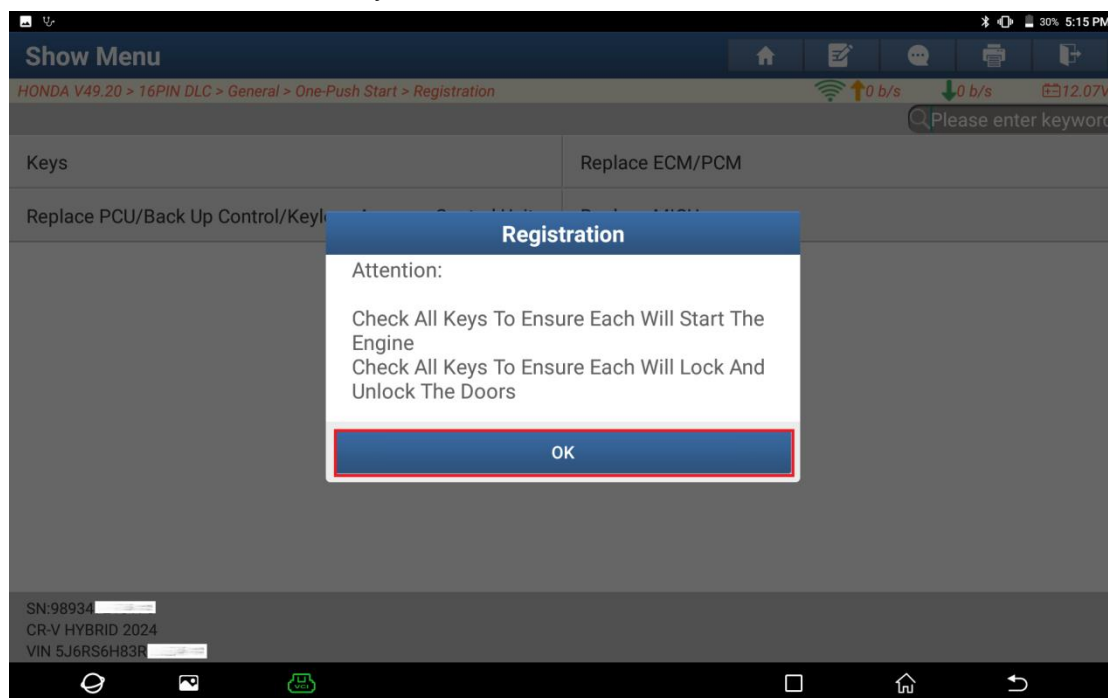 30% 5:15 PM
Show Menu
HONDA V49.20 > 16PIN DLC > General > One-Push Start > Registration
0 b/s 0 b/s 12.07V
Please enter keyword
Keys
Replace ECM/PCM
Replace PCU/Back Up Control/Keyl
Registration
Attention:
Check All Keys To Ensure Each Will Start The
Engine
Check All Keys To Ensure Each Will Lock And
Unlock The Doors
OK
SN:98934
CR-V HYBRID 2024
VIN 5J6RS6H83R
VCI